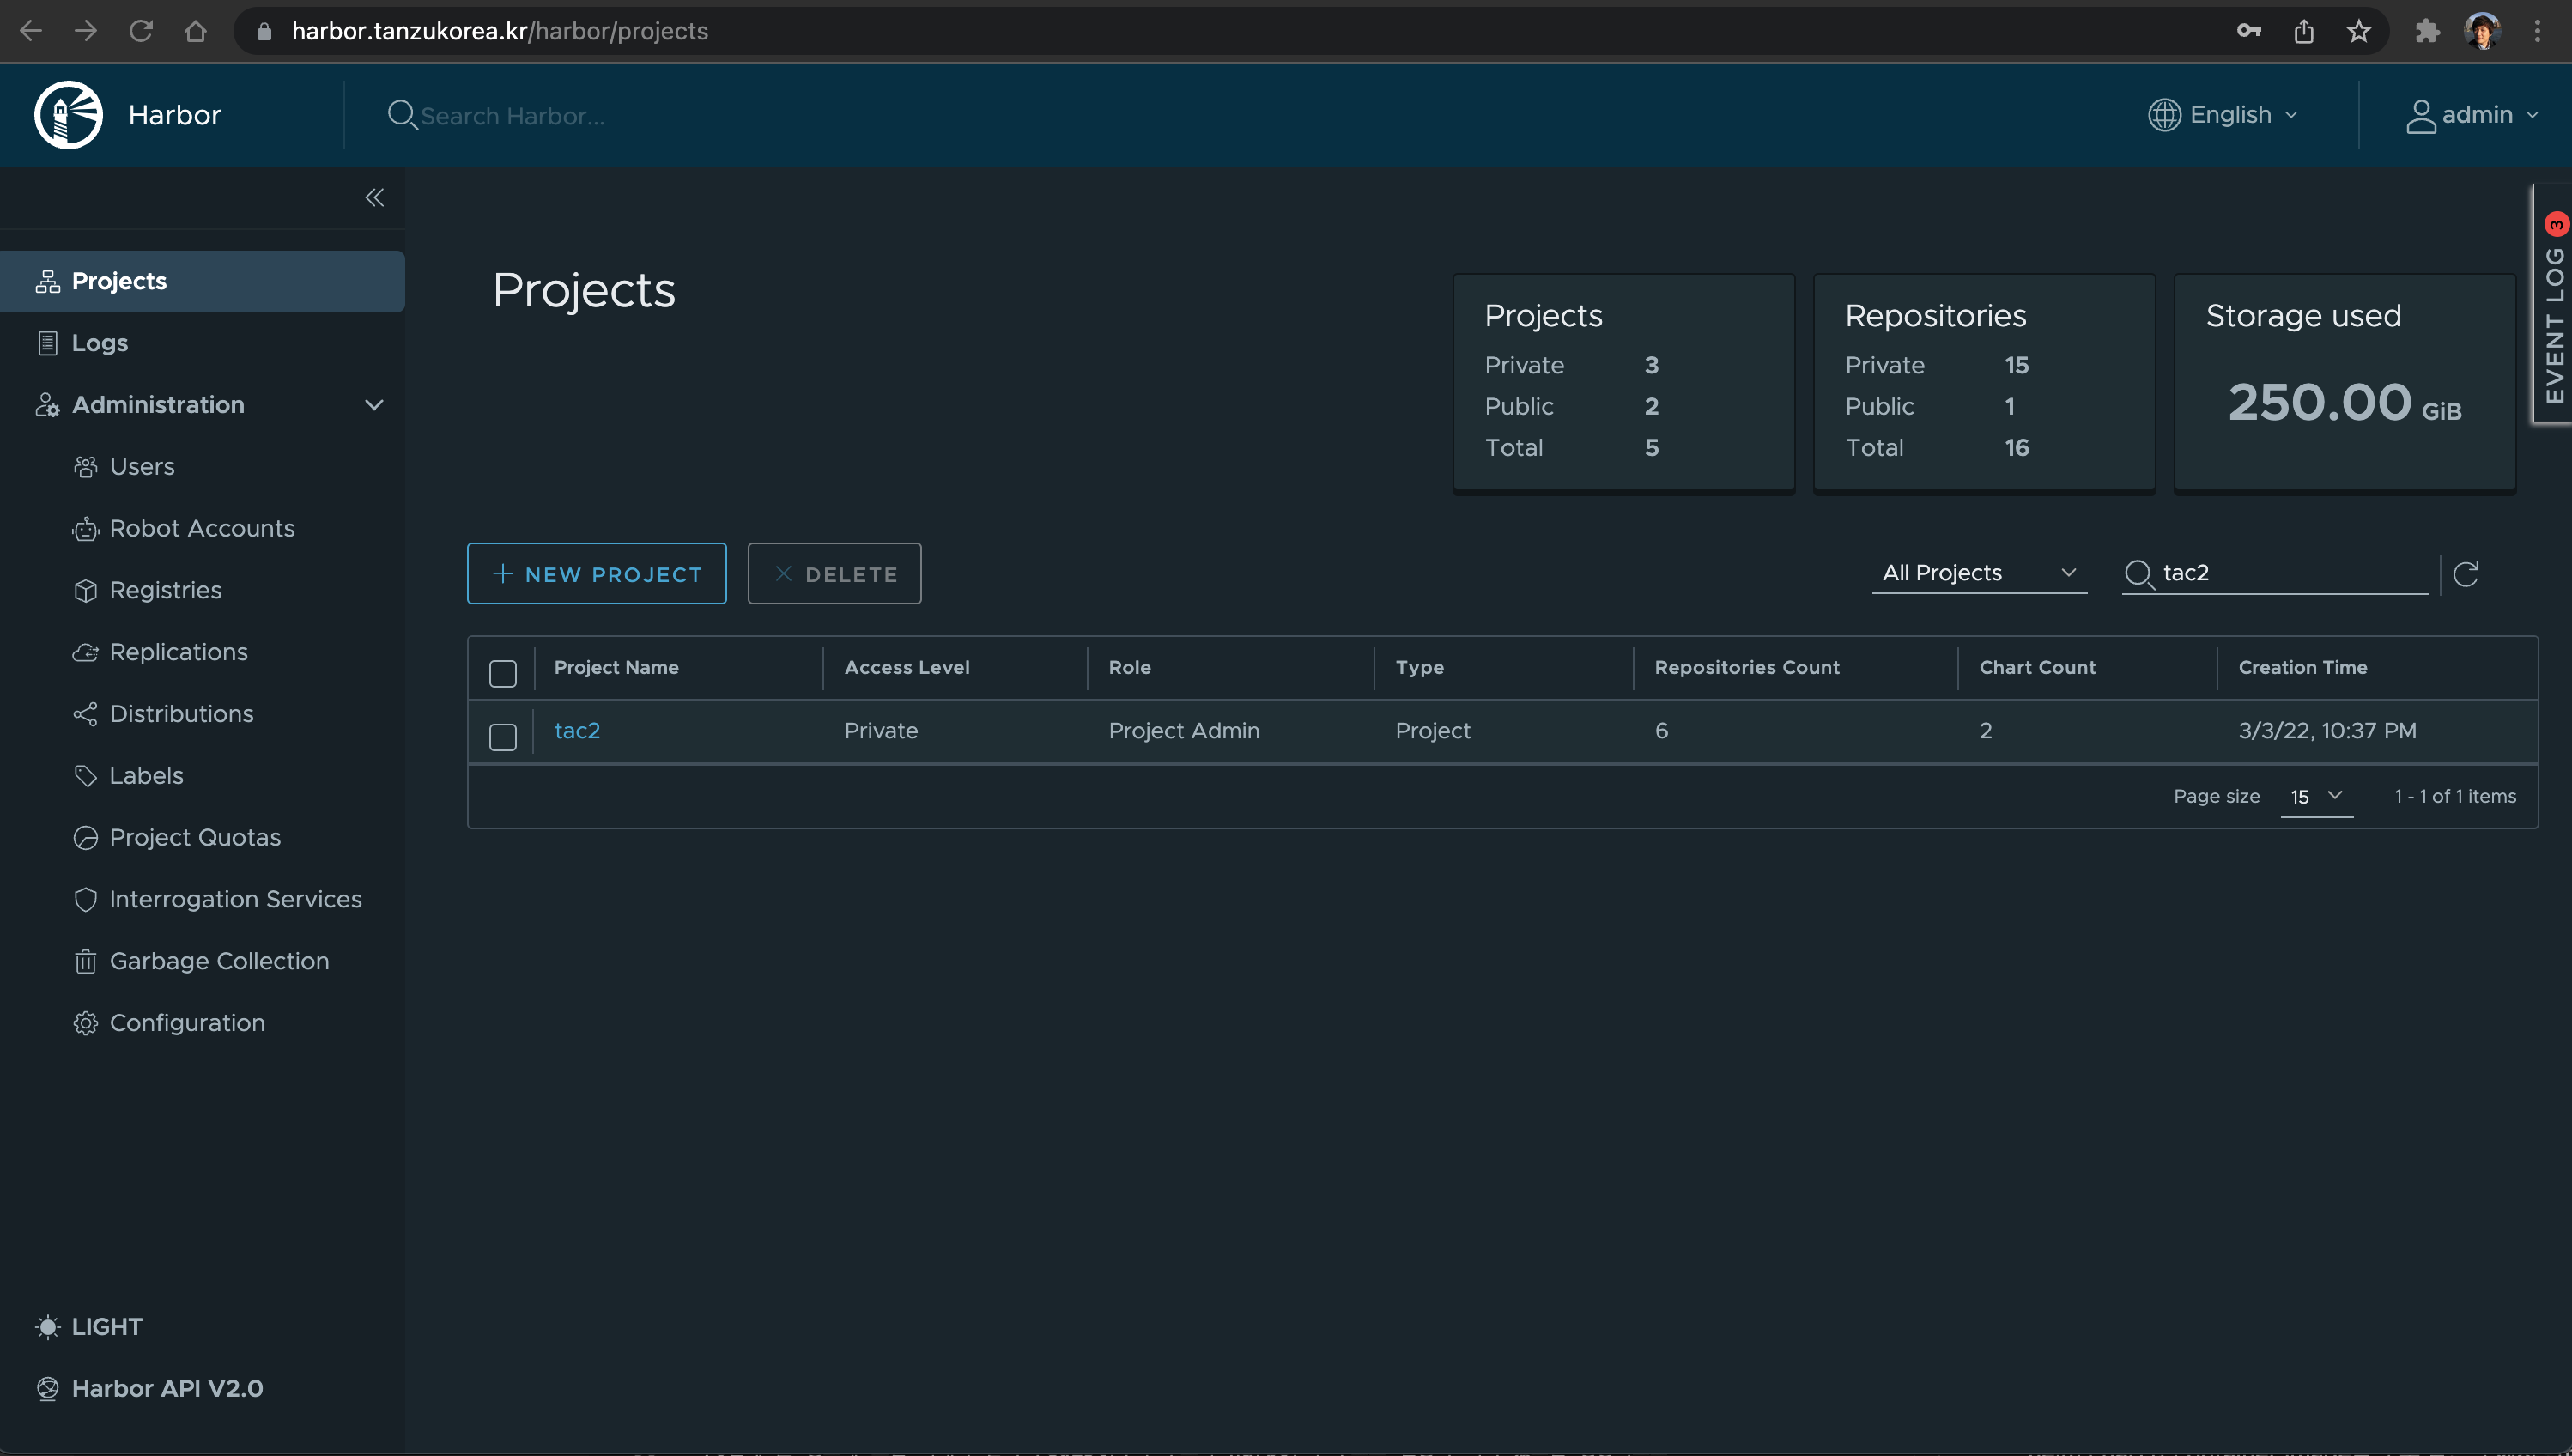 harbor.tanzukorea.kr/harbor/projects
Harbor
Search Harbor...
English
admin
Projects
Logs
Administration
Users
Robot Accounts
Registries
Replications
Distributions
Labels
Project Quotas
Interrogation Services
Garbage Collection
Configuration
LIGHT
Harbor API V2.0
Projects
Projects
Private 3
Public 2
Total 5
Repositories
Private 15
Public 1
Total 16
Storage used
250.00 GiB
EVENT LOG 3
NEW PROJECT
DELETE
All Projects
tac2
Project Name Access Level Role Type Repositories Count Chart Count Creation Time
tac2 Private Project Admin Project 6 2 3/3/22, 10:37 PM
Page size 15 1 - 1 of 1 items